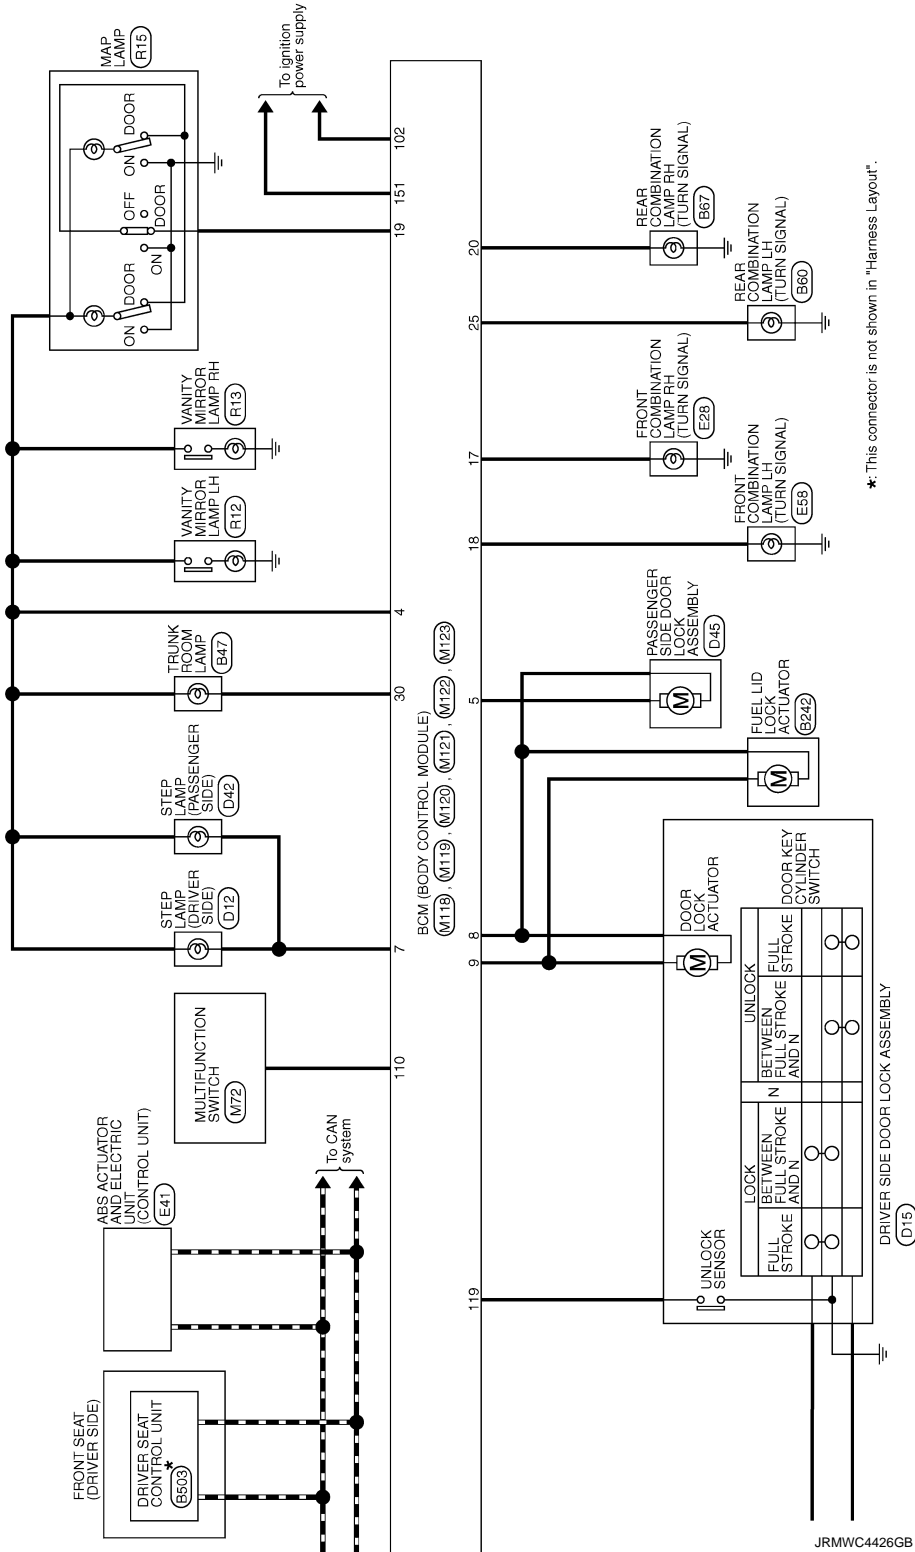 MAP
LAMP
R15
DOOR
ON
OFF
DOOR
ON
DOOR
ON
To ignition
power supply
VANITY
MIRROR
LAMP RH
R13
VANITY
MIRROR
LAMP LH
R12
TRUNK
ROOM
LAMP
B47
STEP
LAMP
(PASSENGER
SIDE)
D42
STEP
LAMP
(DRIVER
SIDE)
D12
MULTIFUNCTION
SWITCH
M72
ABS ACTUATOR
AND ELECTRIC
UNIT
(CONTROL UNIT)
E41
To CAN
system
FRONT SEAT
(DRIVER SIDE)
DRIVER SEAT
CONTROL UNIT
*
B503
102
151
19
4
30
7
110
BCM (BODY CONTROL MODULE)
M118 , M119 , M120 , M121 , M122 , M123
20
25
17
18
5
8
9
119
REAR
COMBINATION
LAMP RH
(TURN SIGNAL)
B67
REAR
COMBINATION
LAMP LH
(TURN SIGNAL)
B60
FRONT
COMBINATION
LAMP RH
(TURN SIGNAL)
E28
FRONT
COMBINATION
LAMP LH
(TURN SIGNAL)
E58
PASSENGER
SIDE DOOR
LOCK
ASSEMBLY
D45
M
FUEL LID
LOCK
ACTUATOR
B242
M
DOOR
LOCK
ACTUATOR
M
DOOR KEY
CYLINDER
SWITCH
UNLOCK
FULL
STROKE
BETWEEN
FULL STROKE
AND N
N
LOCK
BETWEEN
FULL STROKE
AND N
FULL
STROKE
UNLOCK
SENSOR
DRIVER SIDE DOOR LOCK ASSEMBLY
D15
*: This connector is not shown in "Harness Layout".
JRMWC4426GB